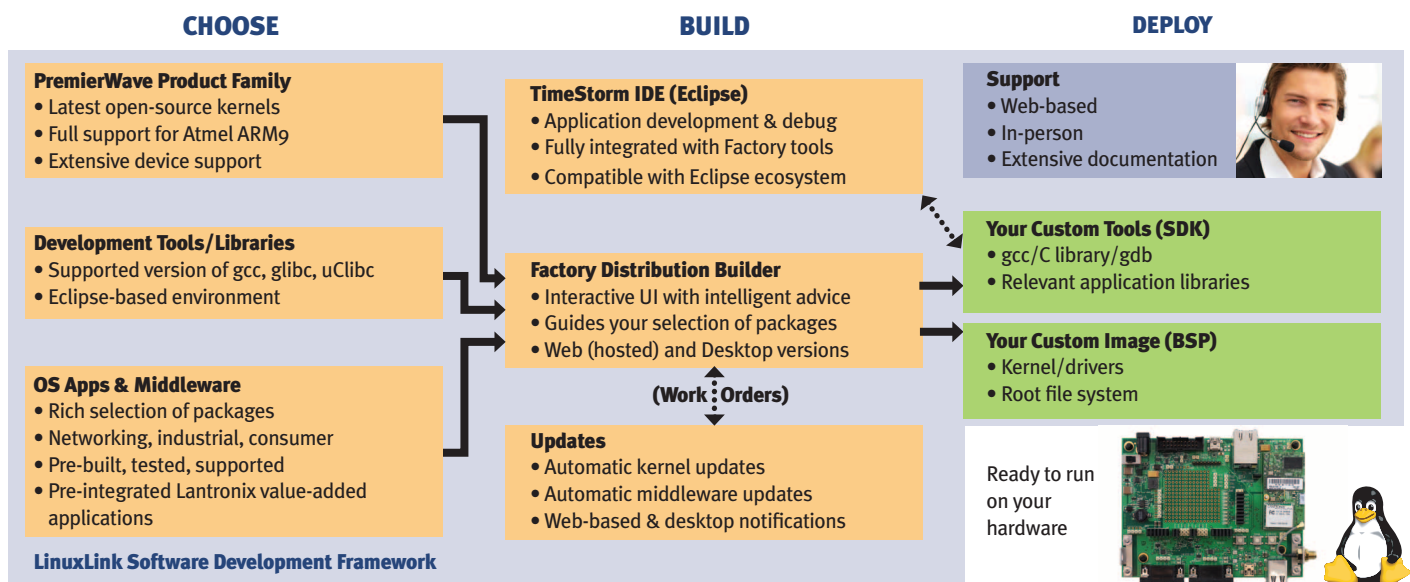 CHOOSE
PremierWave Product Family
• Latest open-source kernels
• Full support for Atmel ARM9
• Extensive device support
Development Tools/Libraries
• Supported version of gcc, glibc, uClibc
• Eclipse-based environment
OS Apps & Middleware
• Rich selection of packages
• Networking, industrial, consumer
• Pre-built, tested, supported
• Pre-integrated Lantronix value-added
applications
LinuxLink Software Development Framework
BUILD
TimeStorm IDE (Eclipse)
• Application development & debug
• Fully integrated with Factory tools
• Compatible with Eclipse ecosystem
Factory Distribution Builder
• Interactive UI with intelligent advice
• Guides your selection of packages
• Web (hosted) and Desktop versions
(Work Orders)
Updates
• Automatic kernel updates
• Automatic middleware updates
• Web-based & desktop notifications
DEPLOY
Support
• Web-based
• In-person
• Extensive documentation
Your Custom Tools (SDK)
• gcc/C library/gdb
• Relevant application libraries
Your Custom Image (BSP)
• Kernel/drivers
• Root file system
Ready to run
on your
hardware